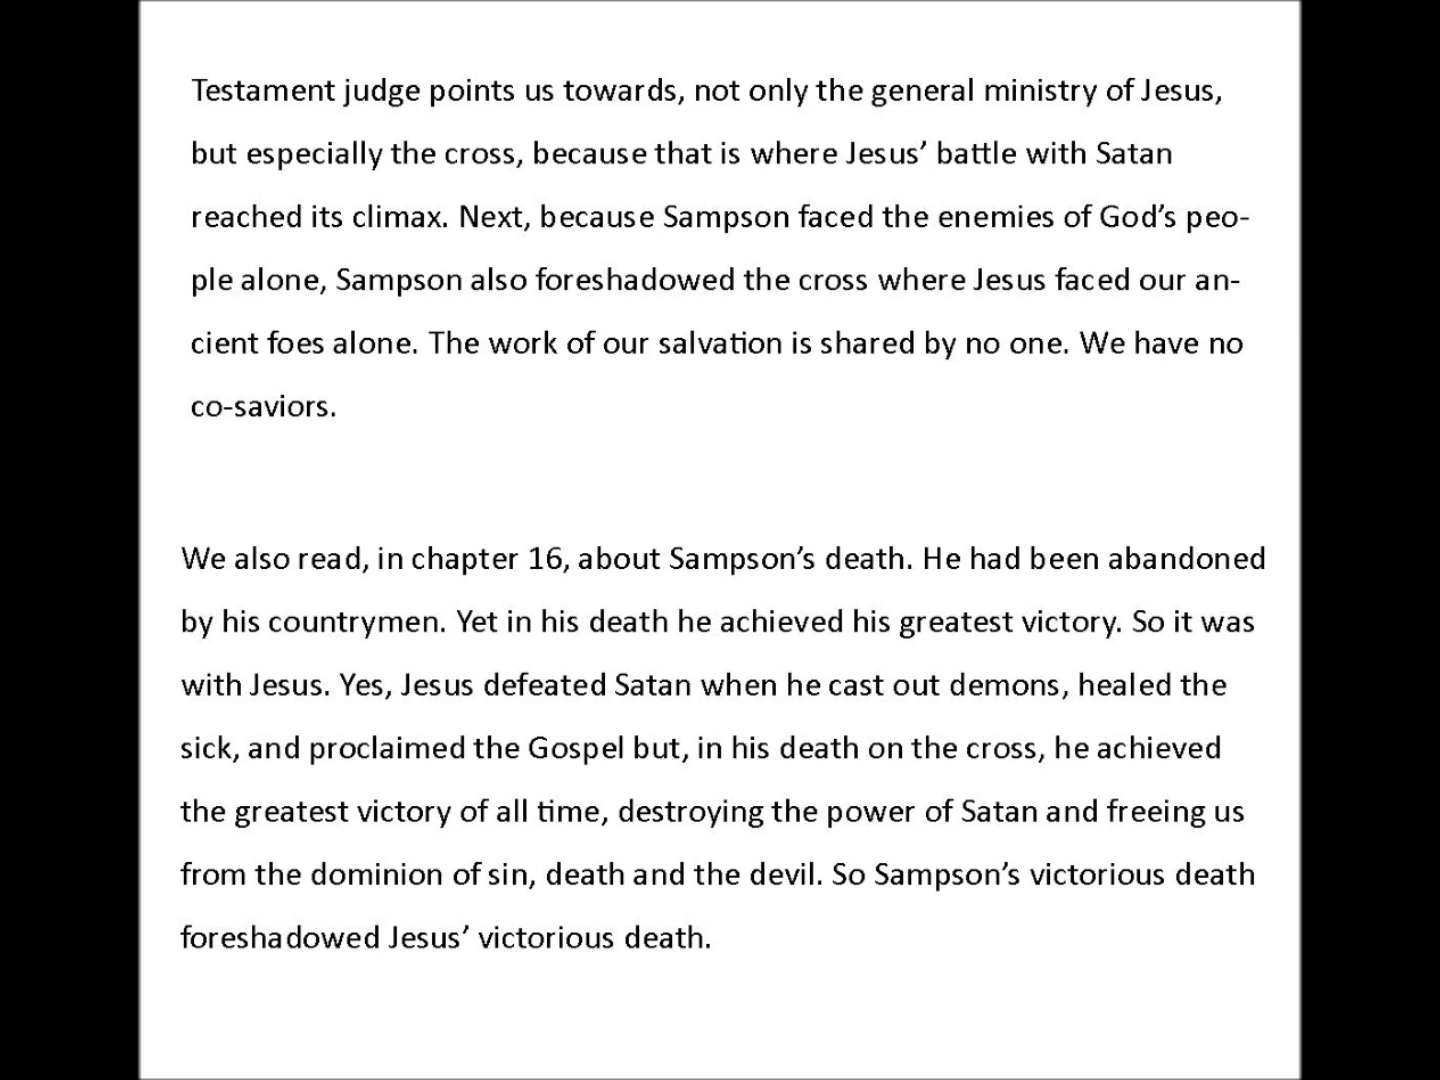 Testament judge points us towards, not only the general ministry of Jesus,
but especially the cross, because that is where Jesus’ battle with Satan
reached its climax. Next, because Sampson faced the enemies of God’s peo-
ple alone, Sampson also foreshadowed the cross where Jesus faced our an-
cient foes alone. The work of our salvation is shared by no one. We have no
co-saviors.
We also read, in chapter 16, about Sampson’s death. He had been abandoned
by his countrymen. Yet in his death he achieved his greatest victory. So it was
with Jesus. Yes, Jesus defeated Satan when he cast out demons, healed the
sick, and proclaimed the Gospel but, in his death on the cross, he achieved
the greatest victory of all time, destroying the power of Satan and freeing us
from the dominion of sin, death and the devil. So Sampson’s victorious death
foreshadowed Jesus’ victorious death.